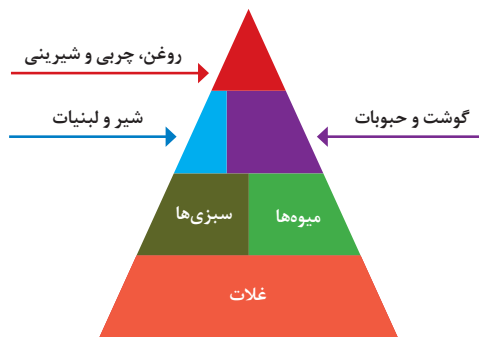 روغن، چربی و شیرینی
گوشت و حبوبات
شیر و لبنیات
میوه‌ها
سبزی‌ها
غلات